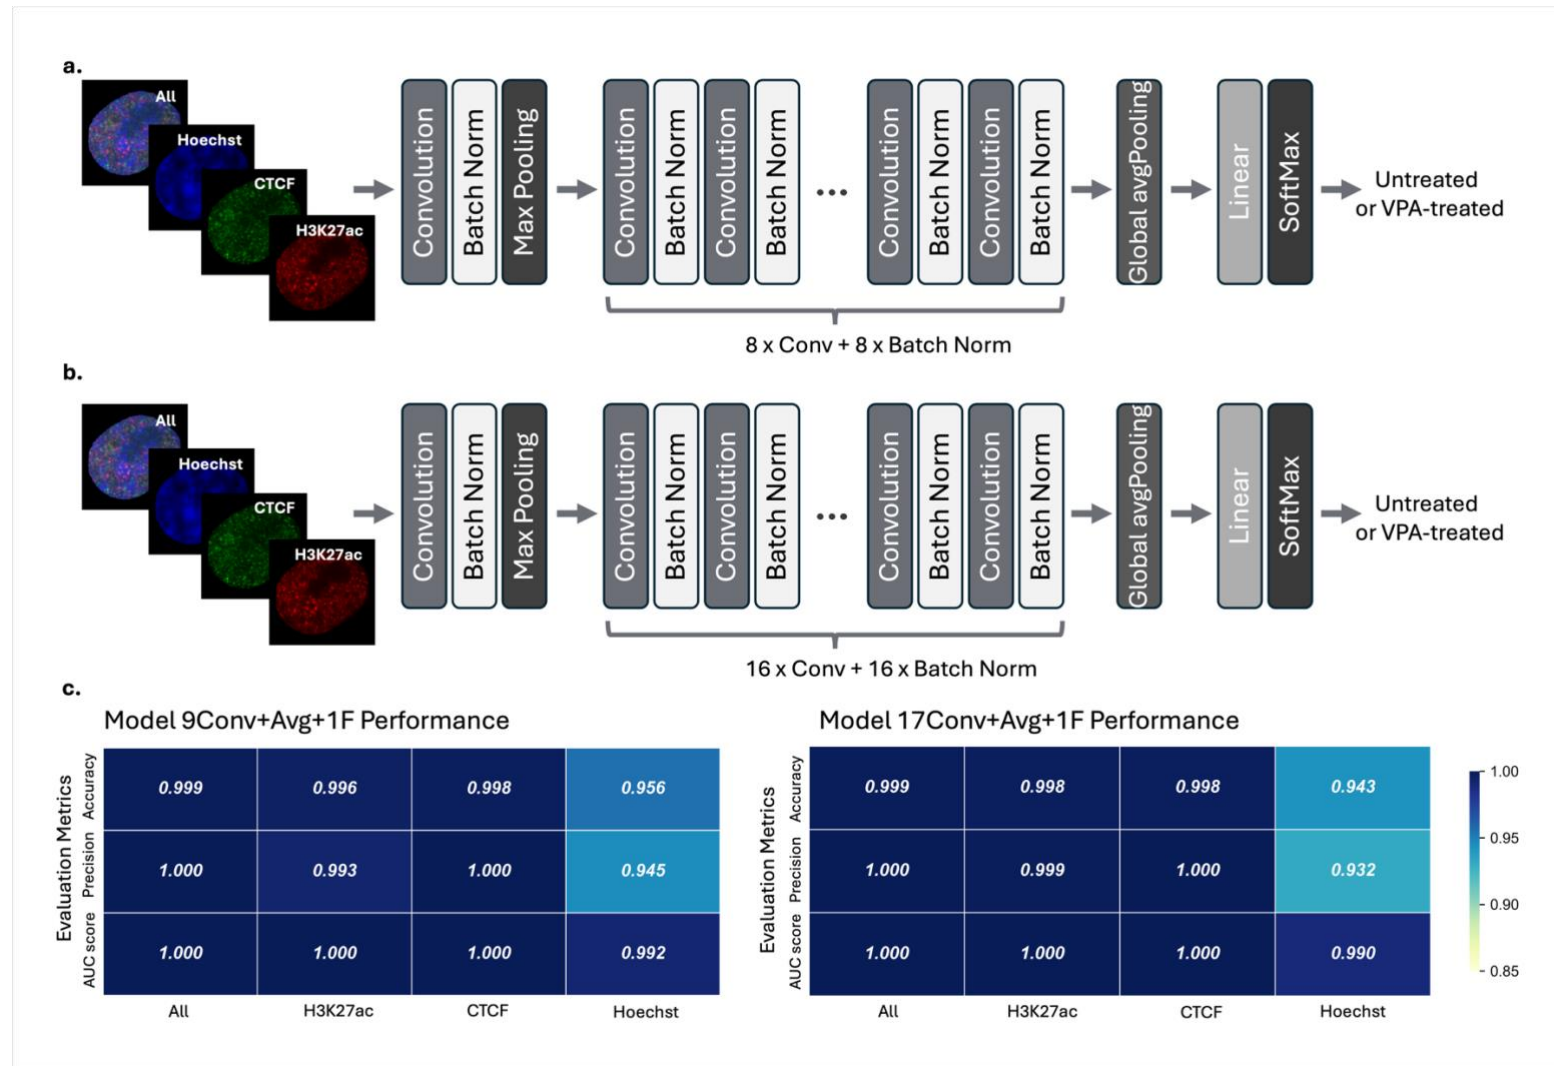 a.
All
Hoechst
CTCF
H3K27ac
Convolution
Batch Norm
Max Pooling
Convolution
Batch Norm
Convolution
Batch Norm
...
Convolution
Batch Norm
Convolution
Batch Norm
Global avgPooling
Linear
SoftMax
Untreated
or VPA-treated
8 x Conv + 8 x Batch Norm
b.
All
Hoechst
CTCF
H3K27ac
Convolution
Batch Norm
Max Pooling
Convolution
Batch Norm
Convolution
Batch Norm
...
Convolution
Batch Norm
Convolution
Batch Norm
Global avgPooling
Linear
SoftMax
Untreated
or VPA-treated
16 x Conv + 16 x Batch Norm
c.
Model 9Conv+Avg+1F Performance
Evaluation Metrics
Accuracy
0.999 0.996 0.998 0.956
Precision
1.000 0.993 1.000 0.945
AUC score
1.000 1.000 1.000 0.992
All H3K27ac CTCF Hoechst
Model 17Conv+Avg+1F Performance
Evaluation Metrics
Accuracy
0.999 0.998 0.998 0.943
Precision
1.000 0.999 1.000 0.932
AUC score
1.000 1.000 1.000 0.990
All H3K27ac CTCF Hoechst
1.00
0.95
0.90
0.85